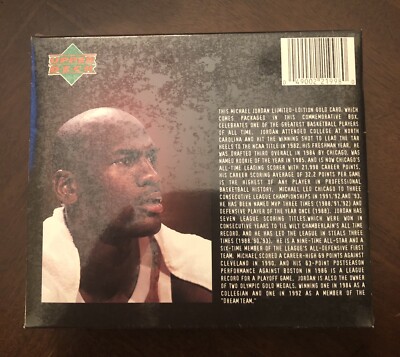 UPPER
DECK
THIS MICHAEL JORDAN LIMITED-EDITION GOLD CARD, WHICH
COMES PACKAGED IN THIS COMMEMORATIVE BOX,
CELEBRATES ONE OF THE GREATEST BASKETBALL PLAYERS
OF ALL TIME. JORDAN ATTENDED COLLEGE AT NORTH
CAROLINA AND HIT THE WINNING SHOT TO LEAD THE TAR
HEELS TO THE NCAA TITLE IN 1982, HIS FRESHMAN YEAR. HE
WAS DRAFTED THIRD OVERALL IN 1984 BY CHICAGO, WAS
NAMED ROOKIE OF THE YEAR IN 1985, AND IS NOW CHICAGO'S
ALL-TIME LEADING SCORER WITH 21,998 CAREER POINTS.
HIS CAREER SCORING AVERAGE OF 32.2 POINTS PER GAME
IS THE HIGHEST OF ANY PLAYER IN PROFESSIONAL
BASKETBALL HISTORY. MICHAEL LED CHICAGO TO THREE
CONSECUTIVE LEAGUE CHAMPIONSHIPS IN 1991,'92 AND '93.
HE HAS BEEN NAMED MVP THREE TIMES (1988,'91,'92) AND
DEFENSIVE PLAYER OF THE YEAR ONCE (1988). JORDAN HAS
SEVEN LEAGUE SCORING TITLES,WHICH WERE WON IN
CONSECUTIVE YEARS TO TIE WILT CHAMBERLAIN'S ALL TIME
RECORD, AND HE HAS LED THE LEAGUE IN STEALS THREE
TIMES (1988,'90,'93). HE IS A NINE-TIME ALL-STAR AND A
SIX-TIME MEMBER OF THE LEAGUE'S ALL-DEFENSIVE FIRST
TEAM. MICHAEL SCORED A CAREER-HIGH 69 POINTS AGAINST
CLEVELAND IN 1990, AND HIS 63-POINT POSTSEASON
PERFORMANCE AGAINST BOSTON IN 1986 IS A LEAGUE
RECORD FOR A PLAYOFF GAME. JORDAN IS ALSO THE OWNER
OF TWO OLYMPIC GOLD MEDALS, WINNING ONE IN 1984 AS A
COLLEGIAN AND ONE IN 1992 AS A MEMBER OF THE
"DREAM TEAM."